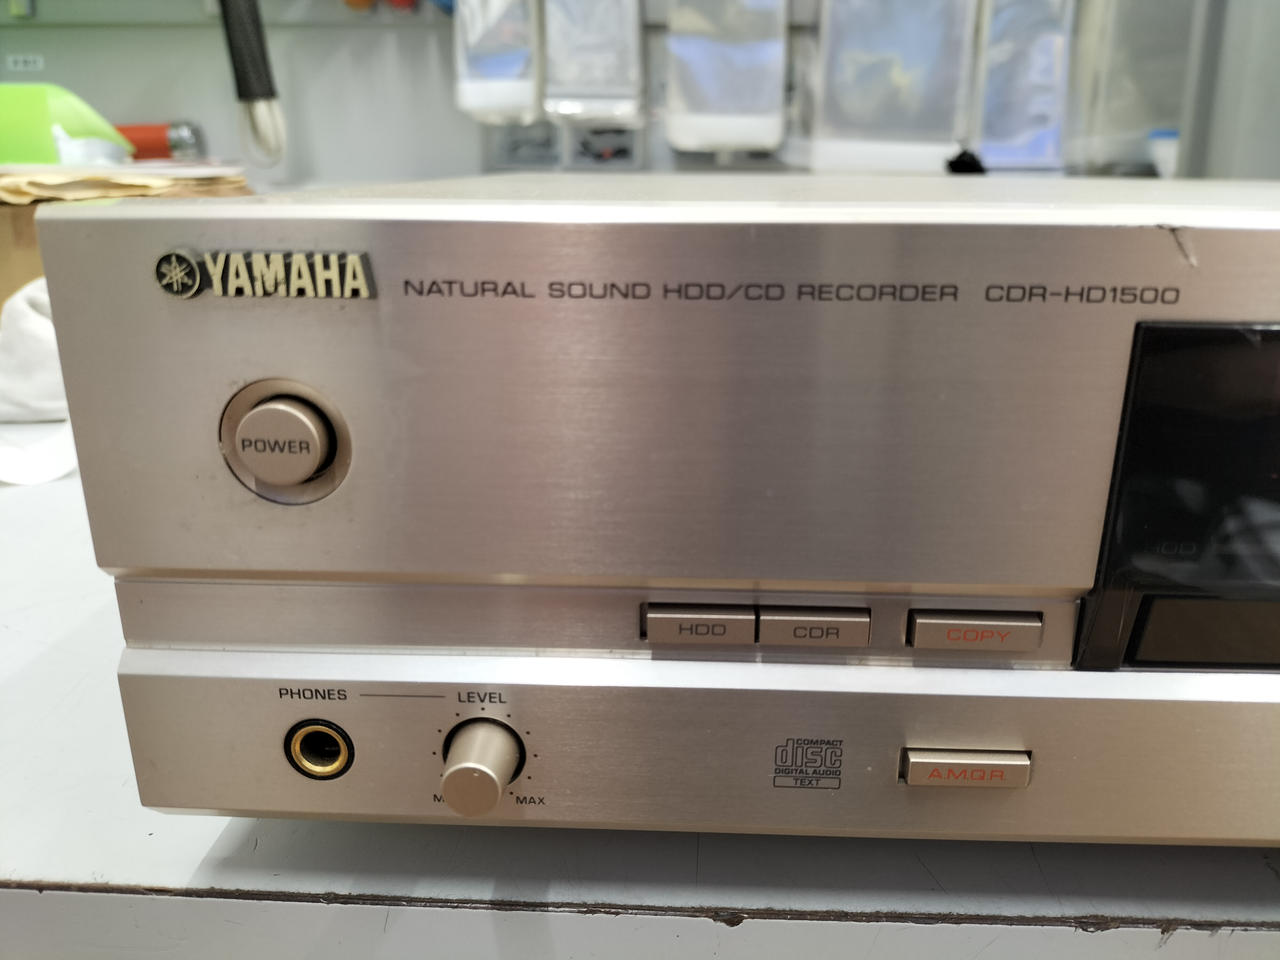 YAMAHA
NATURAL SOUND HDD/CD RECORDER CDR-HD1500
POWER
HDD
HDD
CDR
COPY
PHONES
LEVEL
MAX
COMPACT
disc
DIGITAL AUDIO
TEXT
A.M.Q.R.